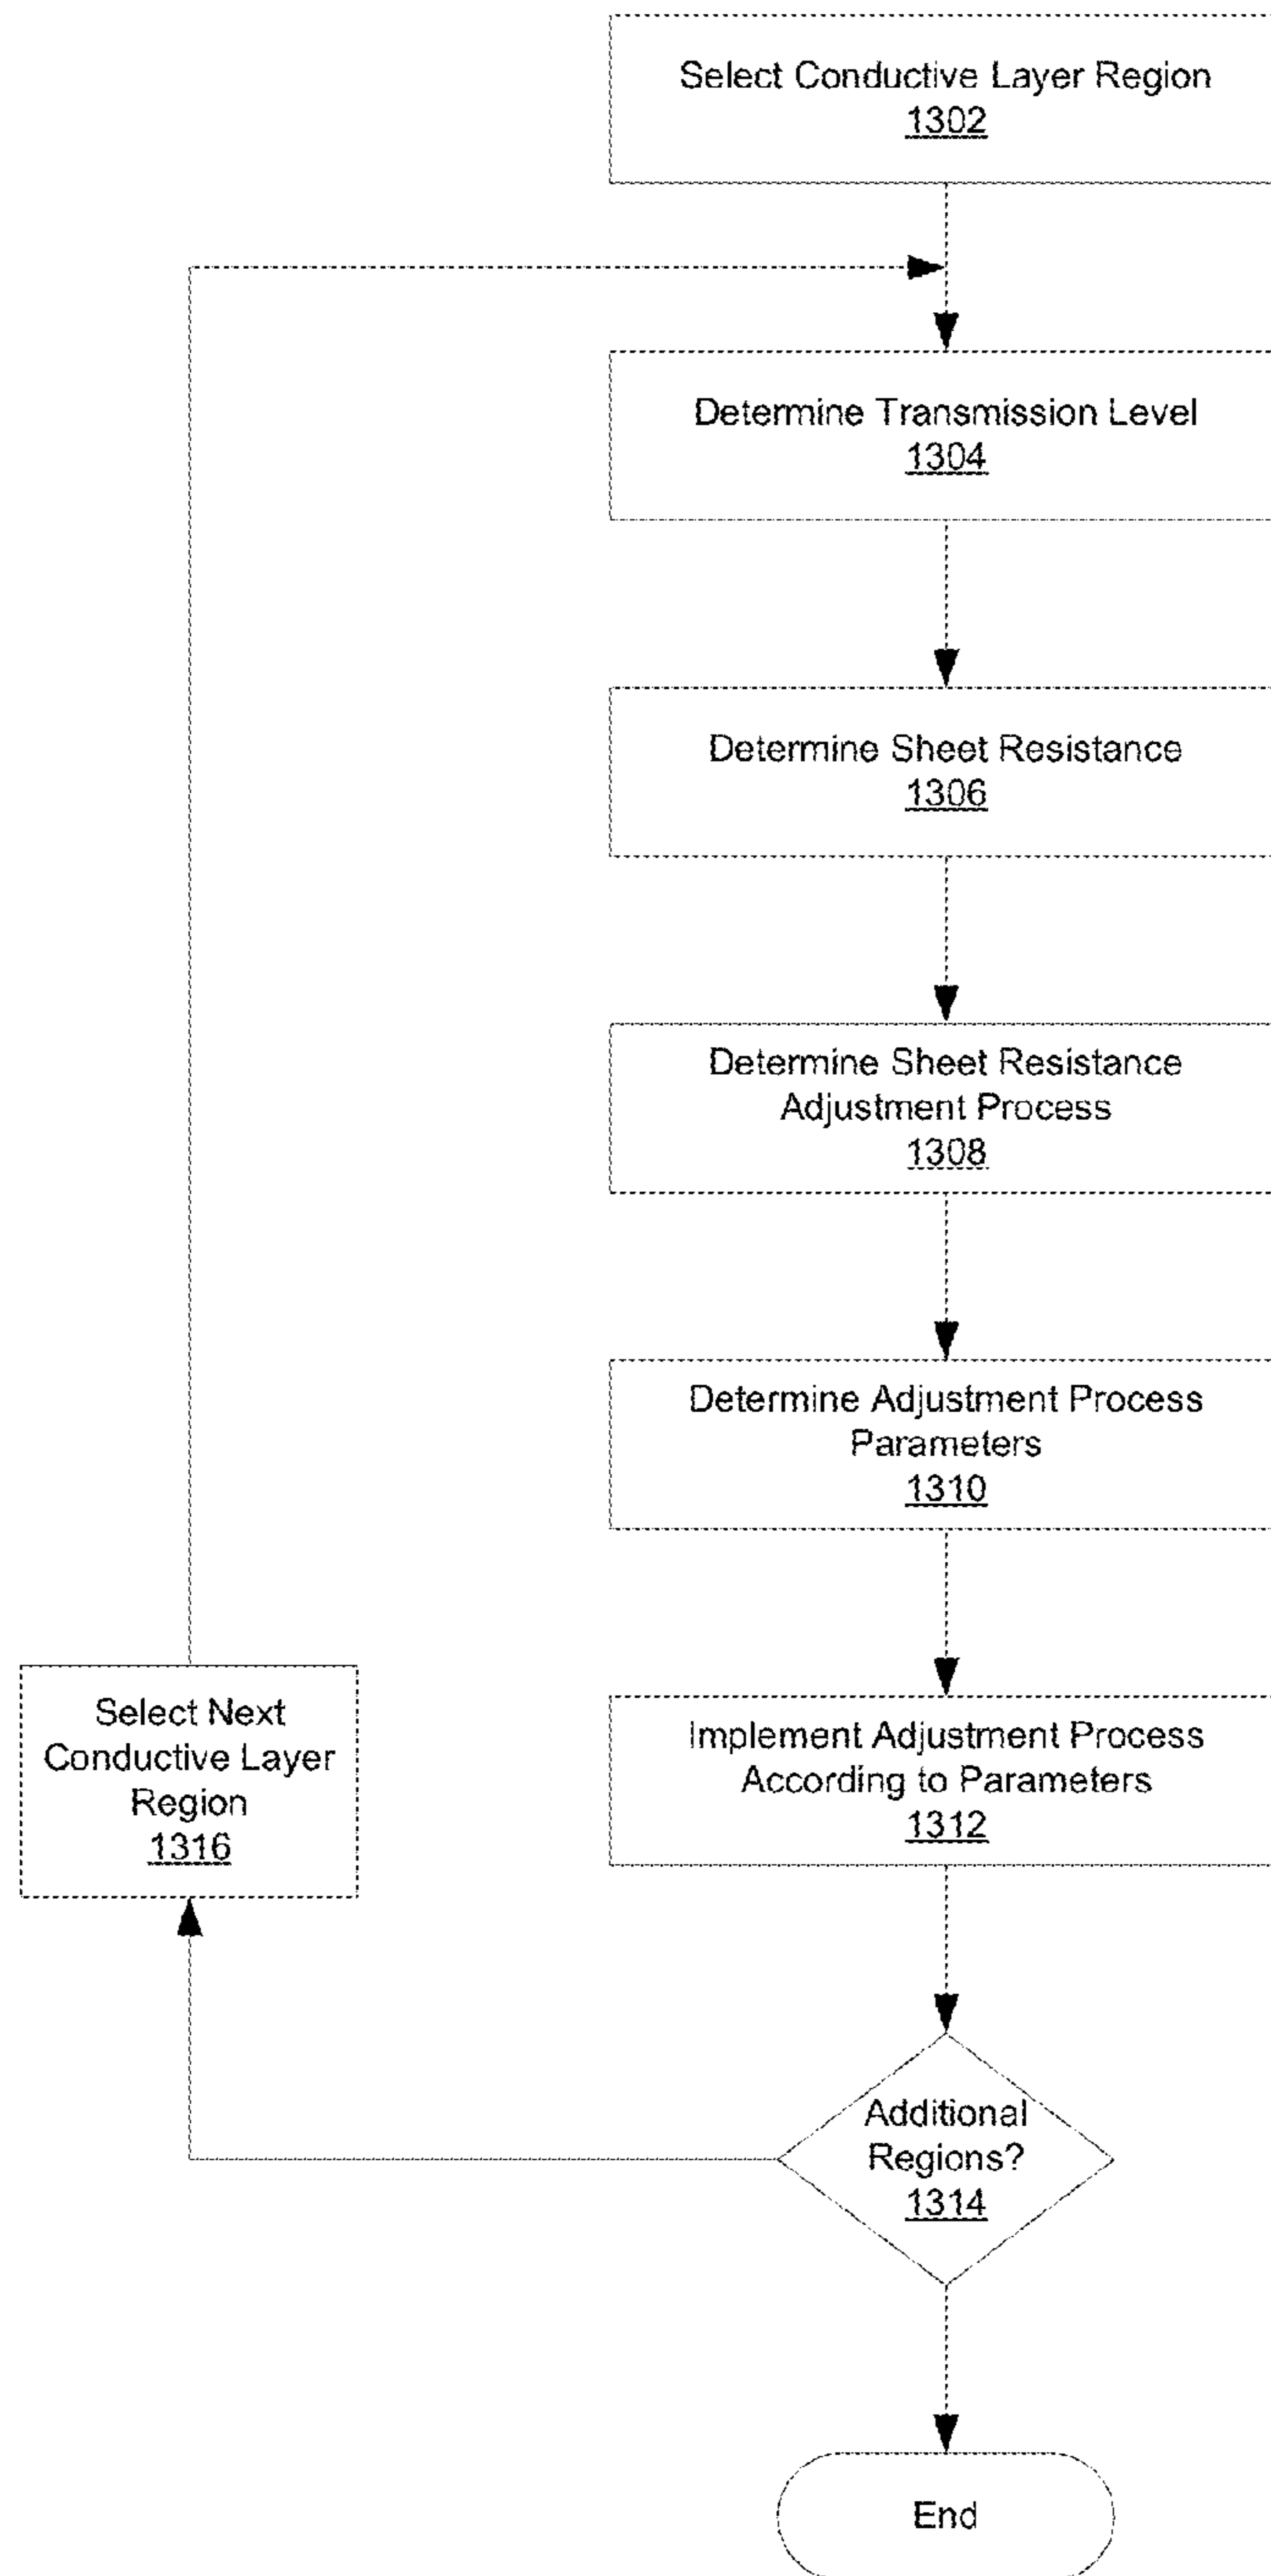 Select Conductive Layer Region
1302
Determine Transmission Level
1304
Determine Sheet Resistance
1306
Determine Sheet Resistance
Adjustment Process
1308
Determine Adjustment Process
Parameters
1310
Implement Adjustment Process
According to Parameters
1312
Select Next
Conductive Layer
Region
1316
Additional
Regions?
1314
End